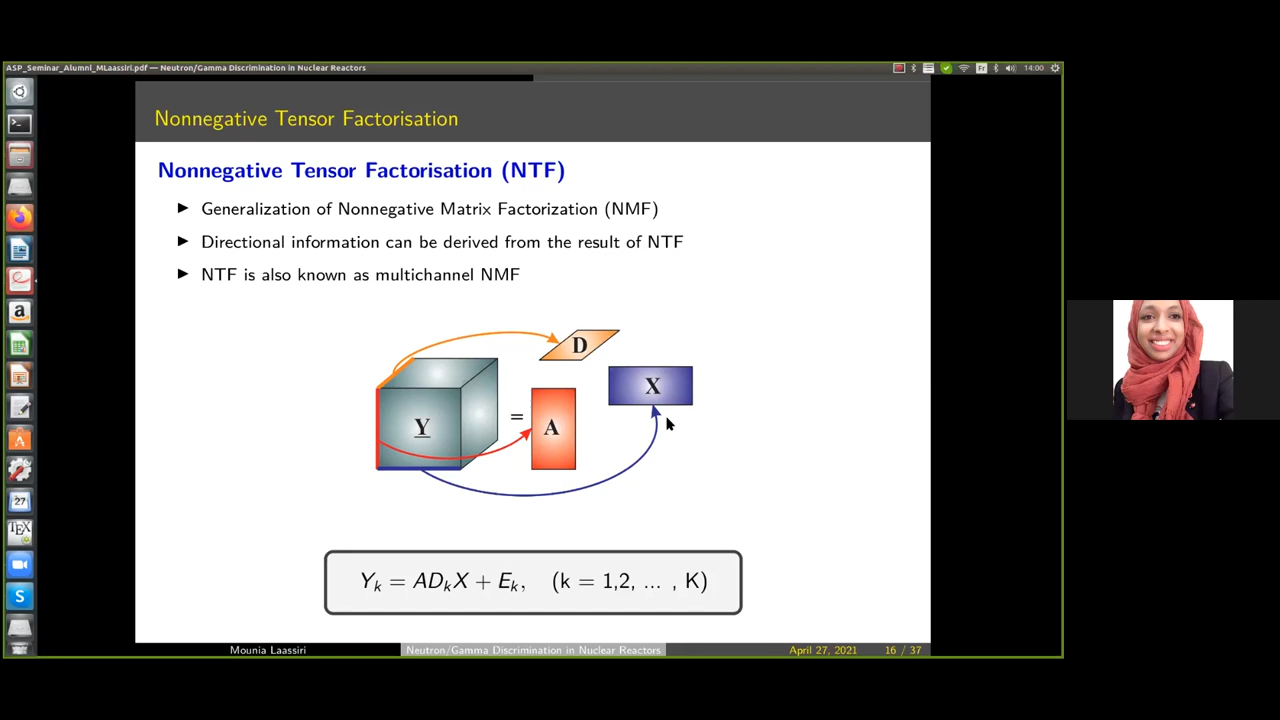 ASP_Seminar_Alumni_MLaassiri.pdf — Neutron/Gamma Discrimination in Nuclear Reactors
Fr
14:00
Nonnegative Tensor Factorisation
Nonnegative Tensor Factorisation (NTF)
Generalization of Nonnegative Matrix Factorization (NMF)
Directional information can be derived from the result of NTF
NTF is also known as multichannel NMF
D
X
Y
=
A
27
TEX
S
Yk = ADkX + Ek, (k = 1,2, ... , K)
Mounia Laassiri
Neutron/Gamma Discrimination in Nuclear Reactors
April 27, 2021
16 / 37